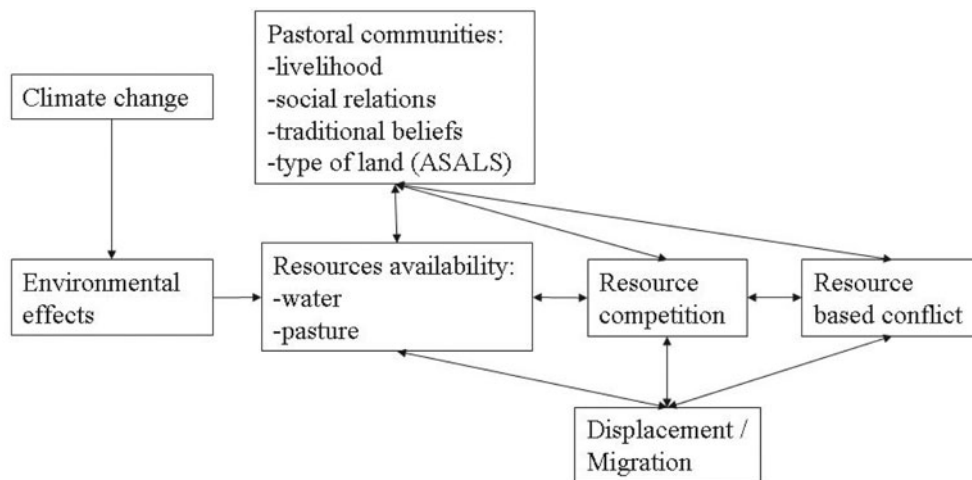 Pastoral communities:
-livelihood
-social relations
-traditional beliefs
-type of land (ASALS)
Climate change
Environmental
effects
Resources availability:
-water
-pasture
Resource
competition
Resource
based conflict
Displacement /
Migration